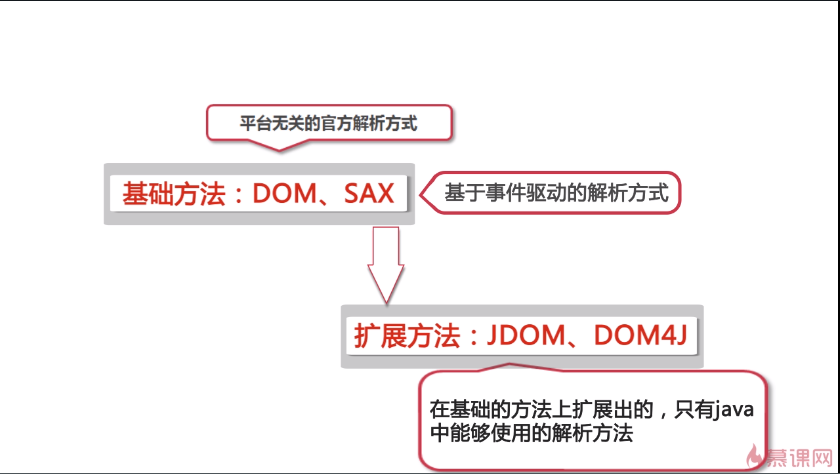 平台无关的官方解析方式
基础方法：DOM、SAX
基于事件驱动的解析方式
扩展方法：JDOM、DOM4J
在基础的方法上扩展出的，只有java
中能够使用的解析方法
慕课网